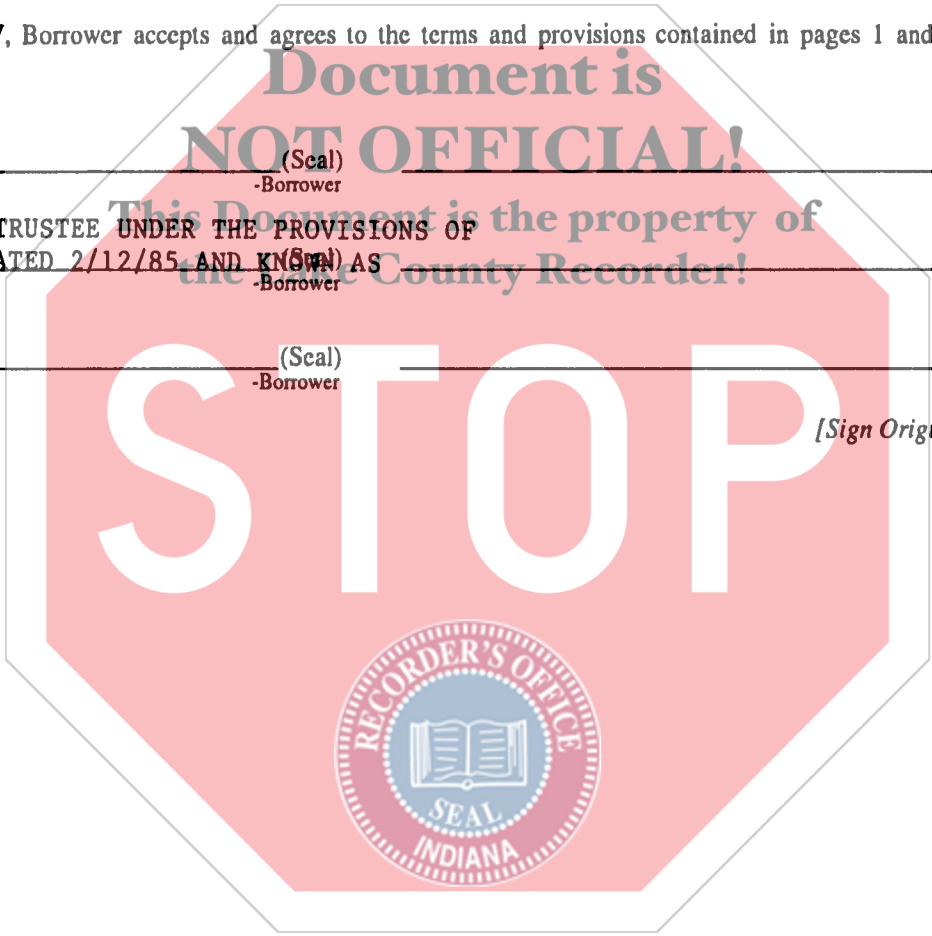 , Borrower accepts and agrees to the terms and provisions contained in pages 1 and
Document is
NOT OFFICIAL!
(Seal)
-Borrower
This Document is the property of
TRUSTEE UNDER THE PROVISIONS OF
ATED 2/12/85 AND KNOWN AS
(Seal)
the Lake County Recorder!
-Borrower
(Seal)
-Borrower
[Sign Orig
STOP
RECORDER'S OFFICE
SEAL
INDIANA